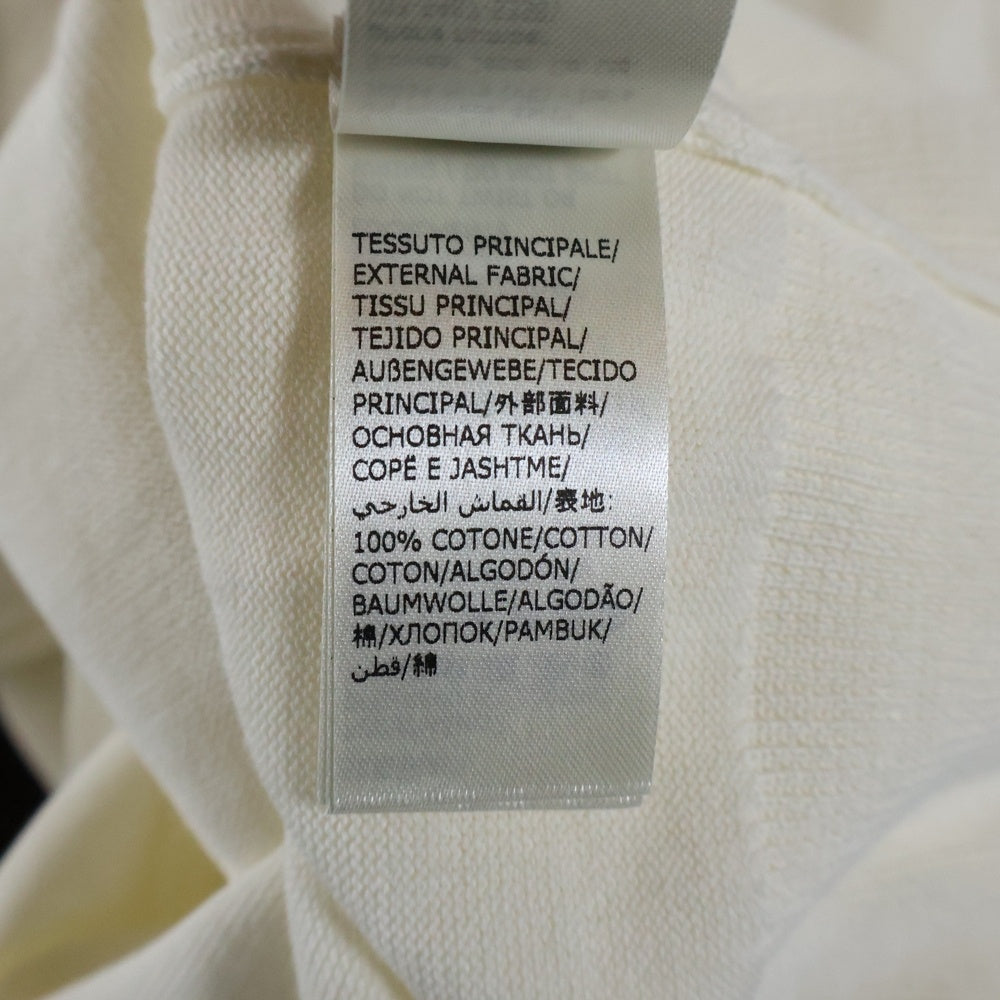 TESSUTO PRINCIPALE/
EXTERNAL FABRIC/
TISSU PRINCIPAL/
TEJIDO PRINCIPAL/
AUßENGEWEBE/TECIDO
PRINCIPAL/外部面料/
ОСНОВНАЯ ТКАНЬ/
COPË E JASHTME/
القماش الخارجي/表地:
100% COTONE/COTTON/
COTON/ALGODÓN/
BAUMWOLLE/ALGODÃO/
棉/ХЛОПОК/PAMBUK/
قطن/綿